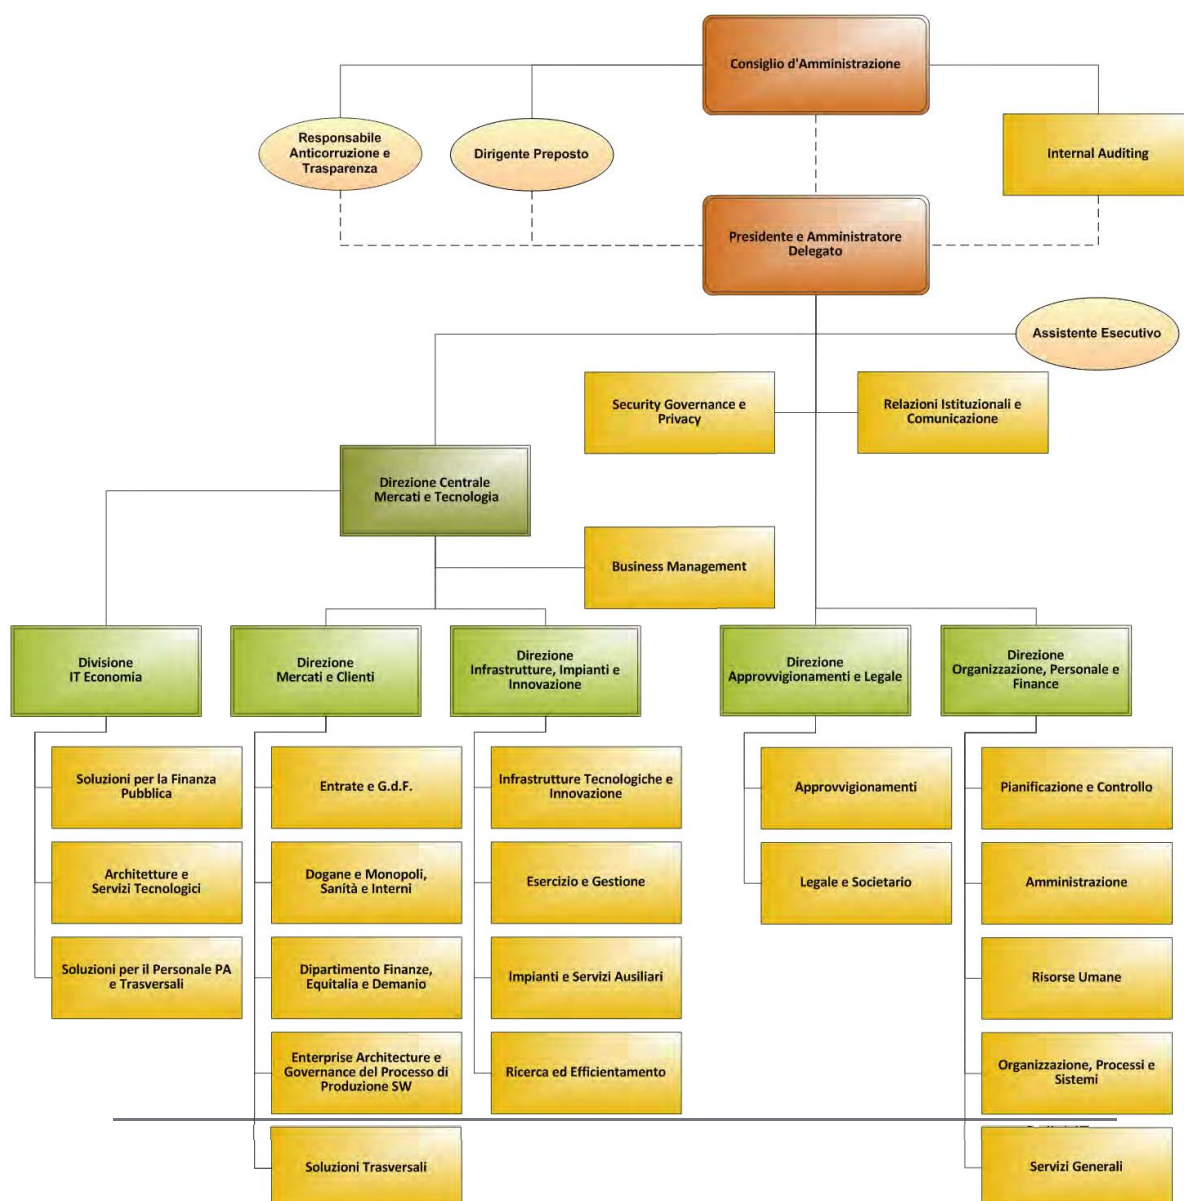 Consiglio d'Amministrazione
Responsabile
Anticorruzione e
Trasparenza
Dirigente Preposto
Internal Auditing
Presidente e Amministratore
Delegato
Assistente Esecutivo
Security Governance e
Privacy
Relazioni Istituzionali e
Comunicazione
Direzione Centrale
Mercati e Tecnologia
Business Management
Divisione
IT Economia
Direzione
Mercati e Clienti
Direzione
Infrastrutture, Impianti e
Innovazione
Direzione
Approvvigionamenti e Legale
Direzione
Organizzazione, Personale e
Finance
Soluzioni per la Finanza
Pubblica
Architetture e
Servizi Tecnologici
Soluzioni per il Personale PA
e Trasversali
Entrate e G.d.F.
Dogane e Monopoli,
Sanità e Interni
Dipartimento Finanze,
Equitalia e Demanio
Enterprise Architecture e
Governance del Processo di
Produzione SW
Soluzioni Trasversali
Infrastrutture Tecnologiche e
Innovazione
Esercizio e Gestione
Impianti e Servizi Ausiliari
Ricerca ed Efficientamento
Approvvigionamenti
Legale e Societario
Pianificazione e Controllo
Amministrazione
Risorse Umane
Organizzazione, Processi e
Sistemi
Servizi Generali